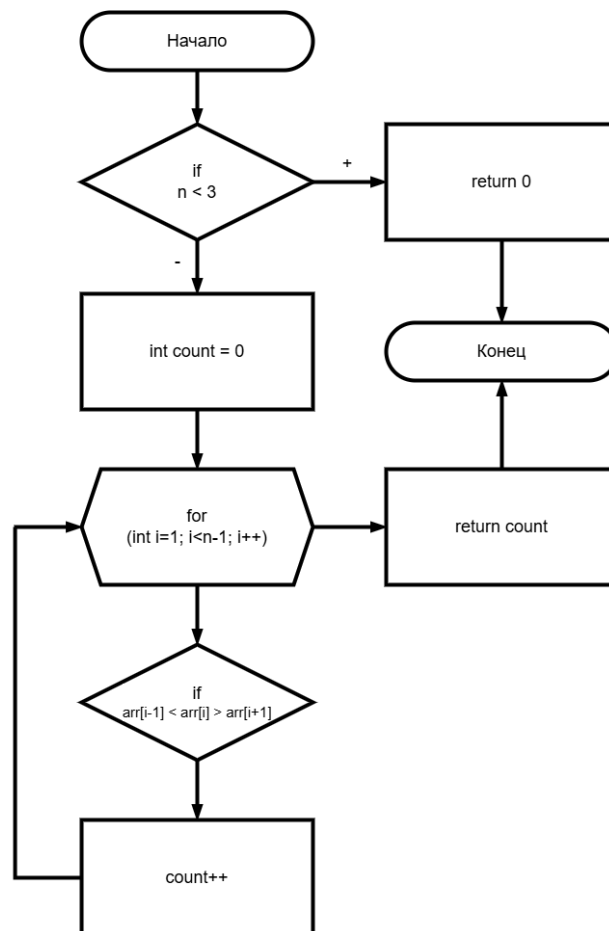 Начало
if
n < 3
+
return 0
-
int count = 0
Конец
for
(int i=1; i<n-1; i++)
return count
if
arr[i-1] < arr[i] > arr[i+1]
count++